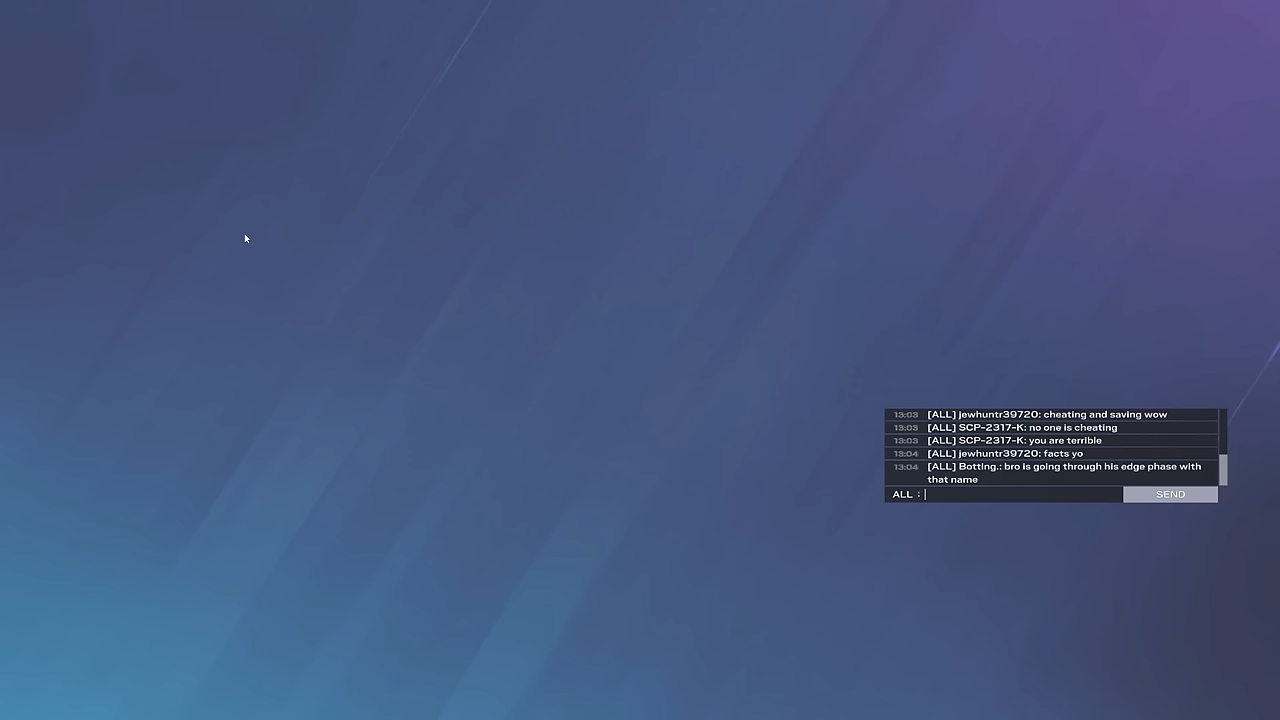 13:03 [ALL] jewhuntr39720: cheating and saving wow
13:03 [ALL] SCP-2317-K: no one is cheating
13:03 [ALL] SCP-2317-K: you are terrible
13:04 [ALL] jewhuntr39720: facts yo
13:04 [ALL] Botting.: bro is going through his edge phase with
that name
ALL : SEND